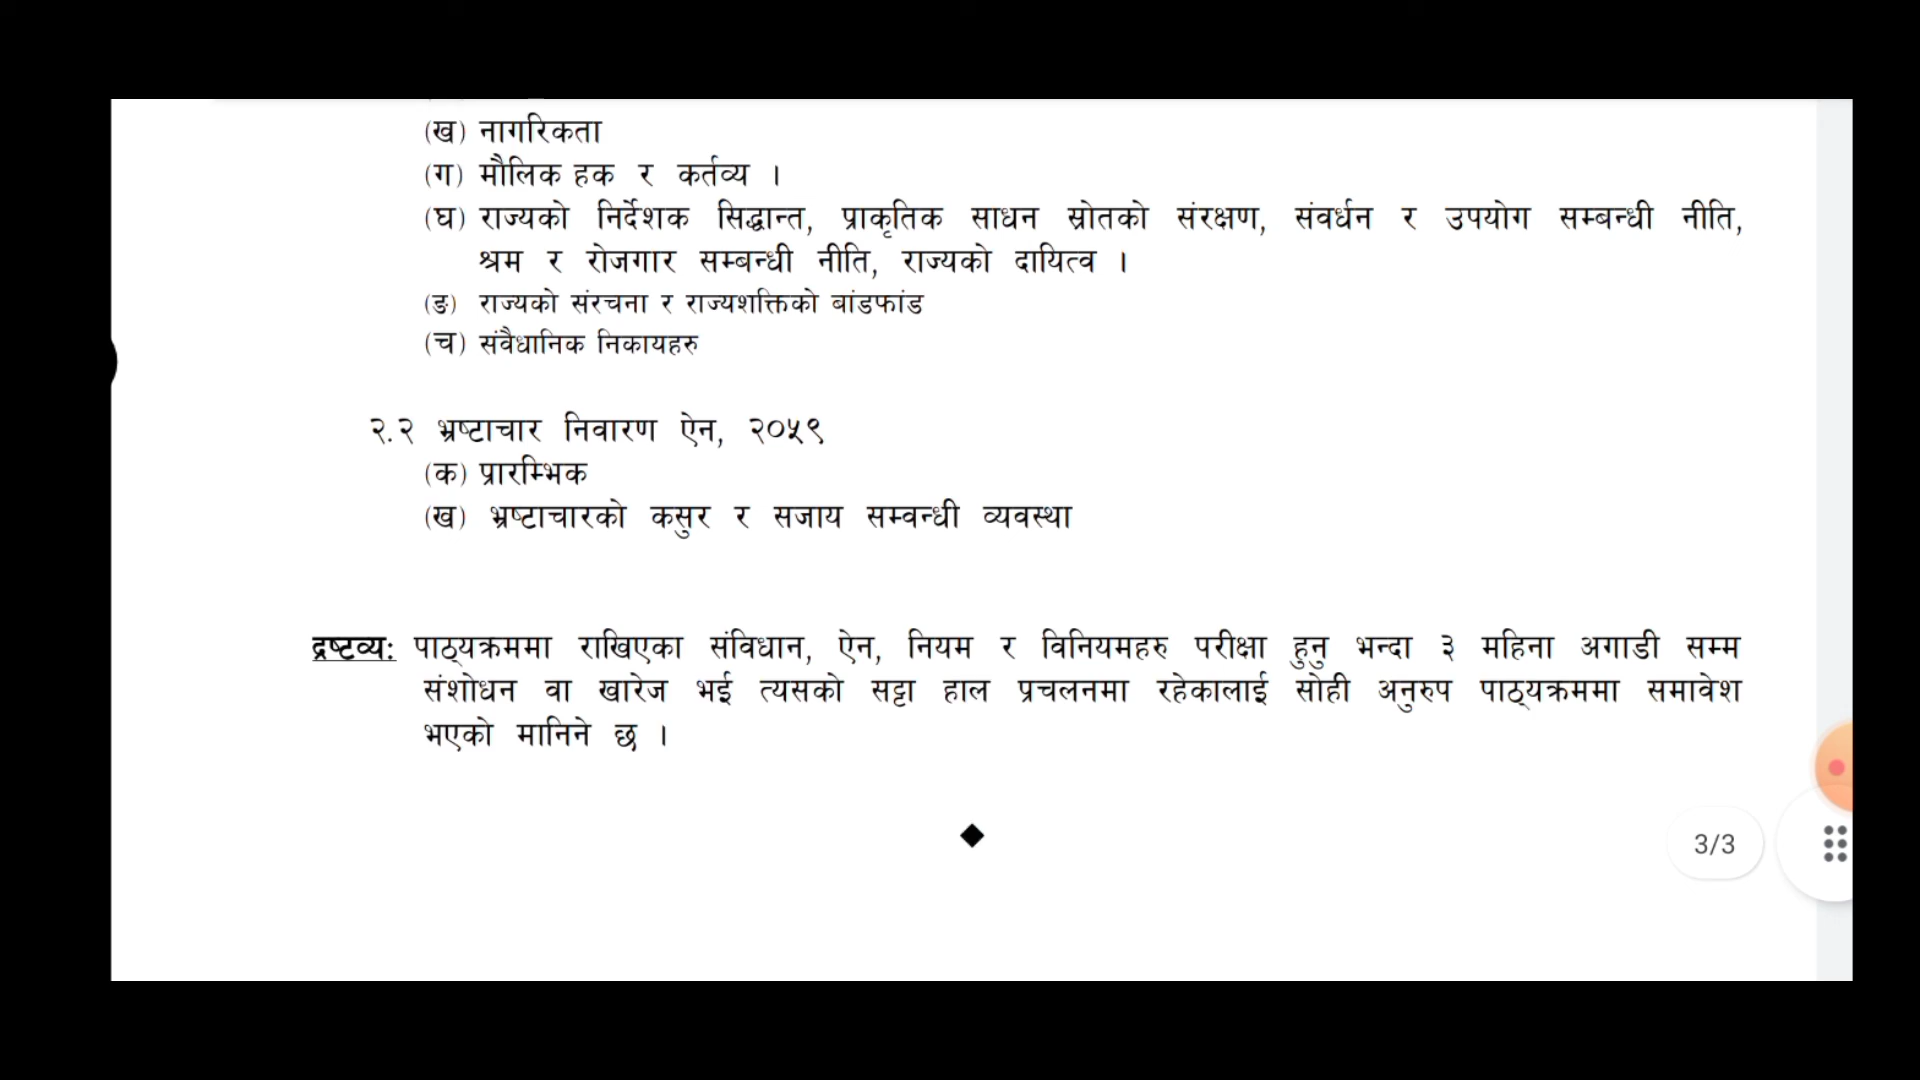 (ख) नागरिकता
(ग) मौलिक हक र कर्तव्य ।
(घ) राज्यको निर्देशक सिद्धान्त, प्राकृतिक साधन स्रोतको संरक्षण, संवर्धन र उपयोग सम्बन्धी नीति,
श्रम र रोजगार सम्बन्धी नीति, राज्यको दायित्व ।
(ङ) राज्यको संरचना र राज्यशक्तिको बांडफांड
(च) संवैधानिक निकायहरु
२.२ भ्रष्टाचार निवारण ऐन, २०५९
(क) प्रारम्भिक
(ख) भ्रष्टाचारको कसुर र सजाय सम्वन्धी व्यवस्था
द्रष्टव्य: पाठ्यक्रममा राखिएका संविधान, ऐन, नियम र विनियमहरु परीक्षा हुनु भन्दा ३ महिना अगाडी सम्म
संशोधन वा खारेज भई त्यसको सट्टा हाल प्रचलनमा रहेकालाई सोही अनुरुप पाठ्यक्रममा समावेश
भएको मानिने छ ।
3/3